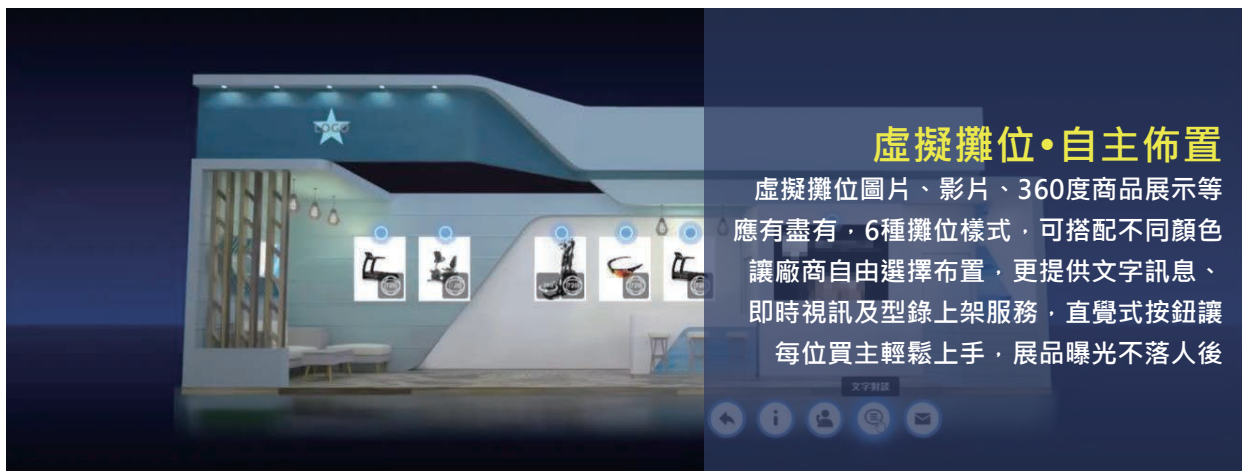 LOGO
虛擬攤位•自主佈置
虛擬攤位圖片、影片、360度商品展示等
應有盡有，6種攤位樣式，可搭配不同顏色
讓廠商自由選擇布置，更提供文字訊息、
即時視訊及型錄上架服務，直覺式按鈕讓
每位買主輕鬆上手，展品曝光不落人後
文字對談